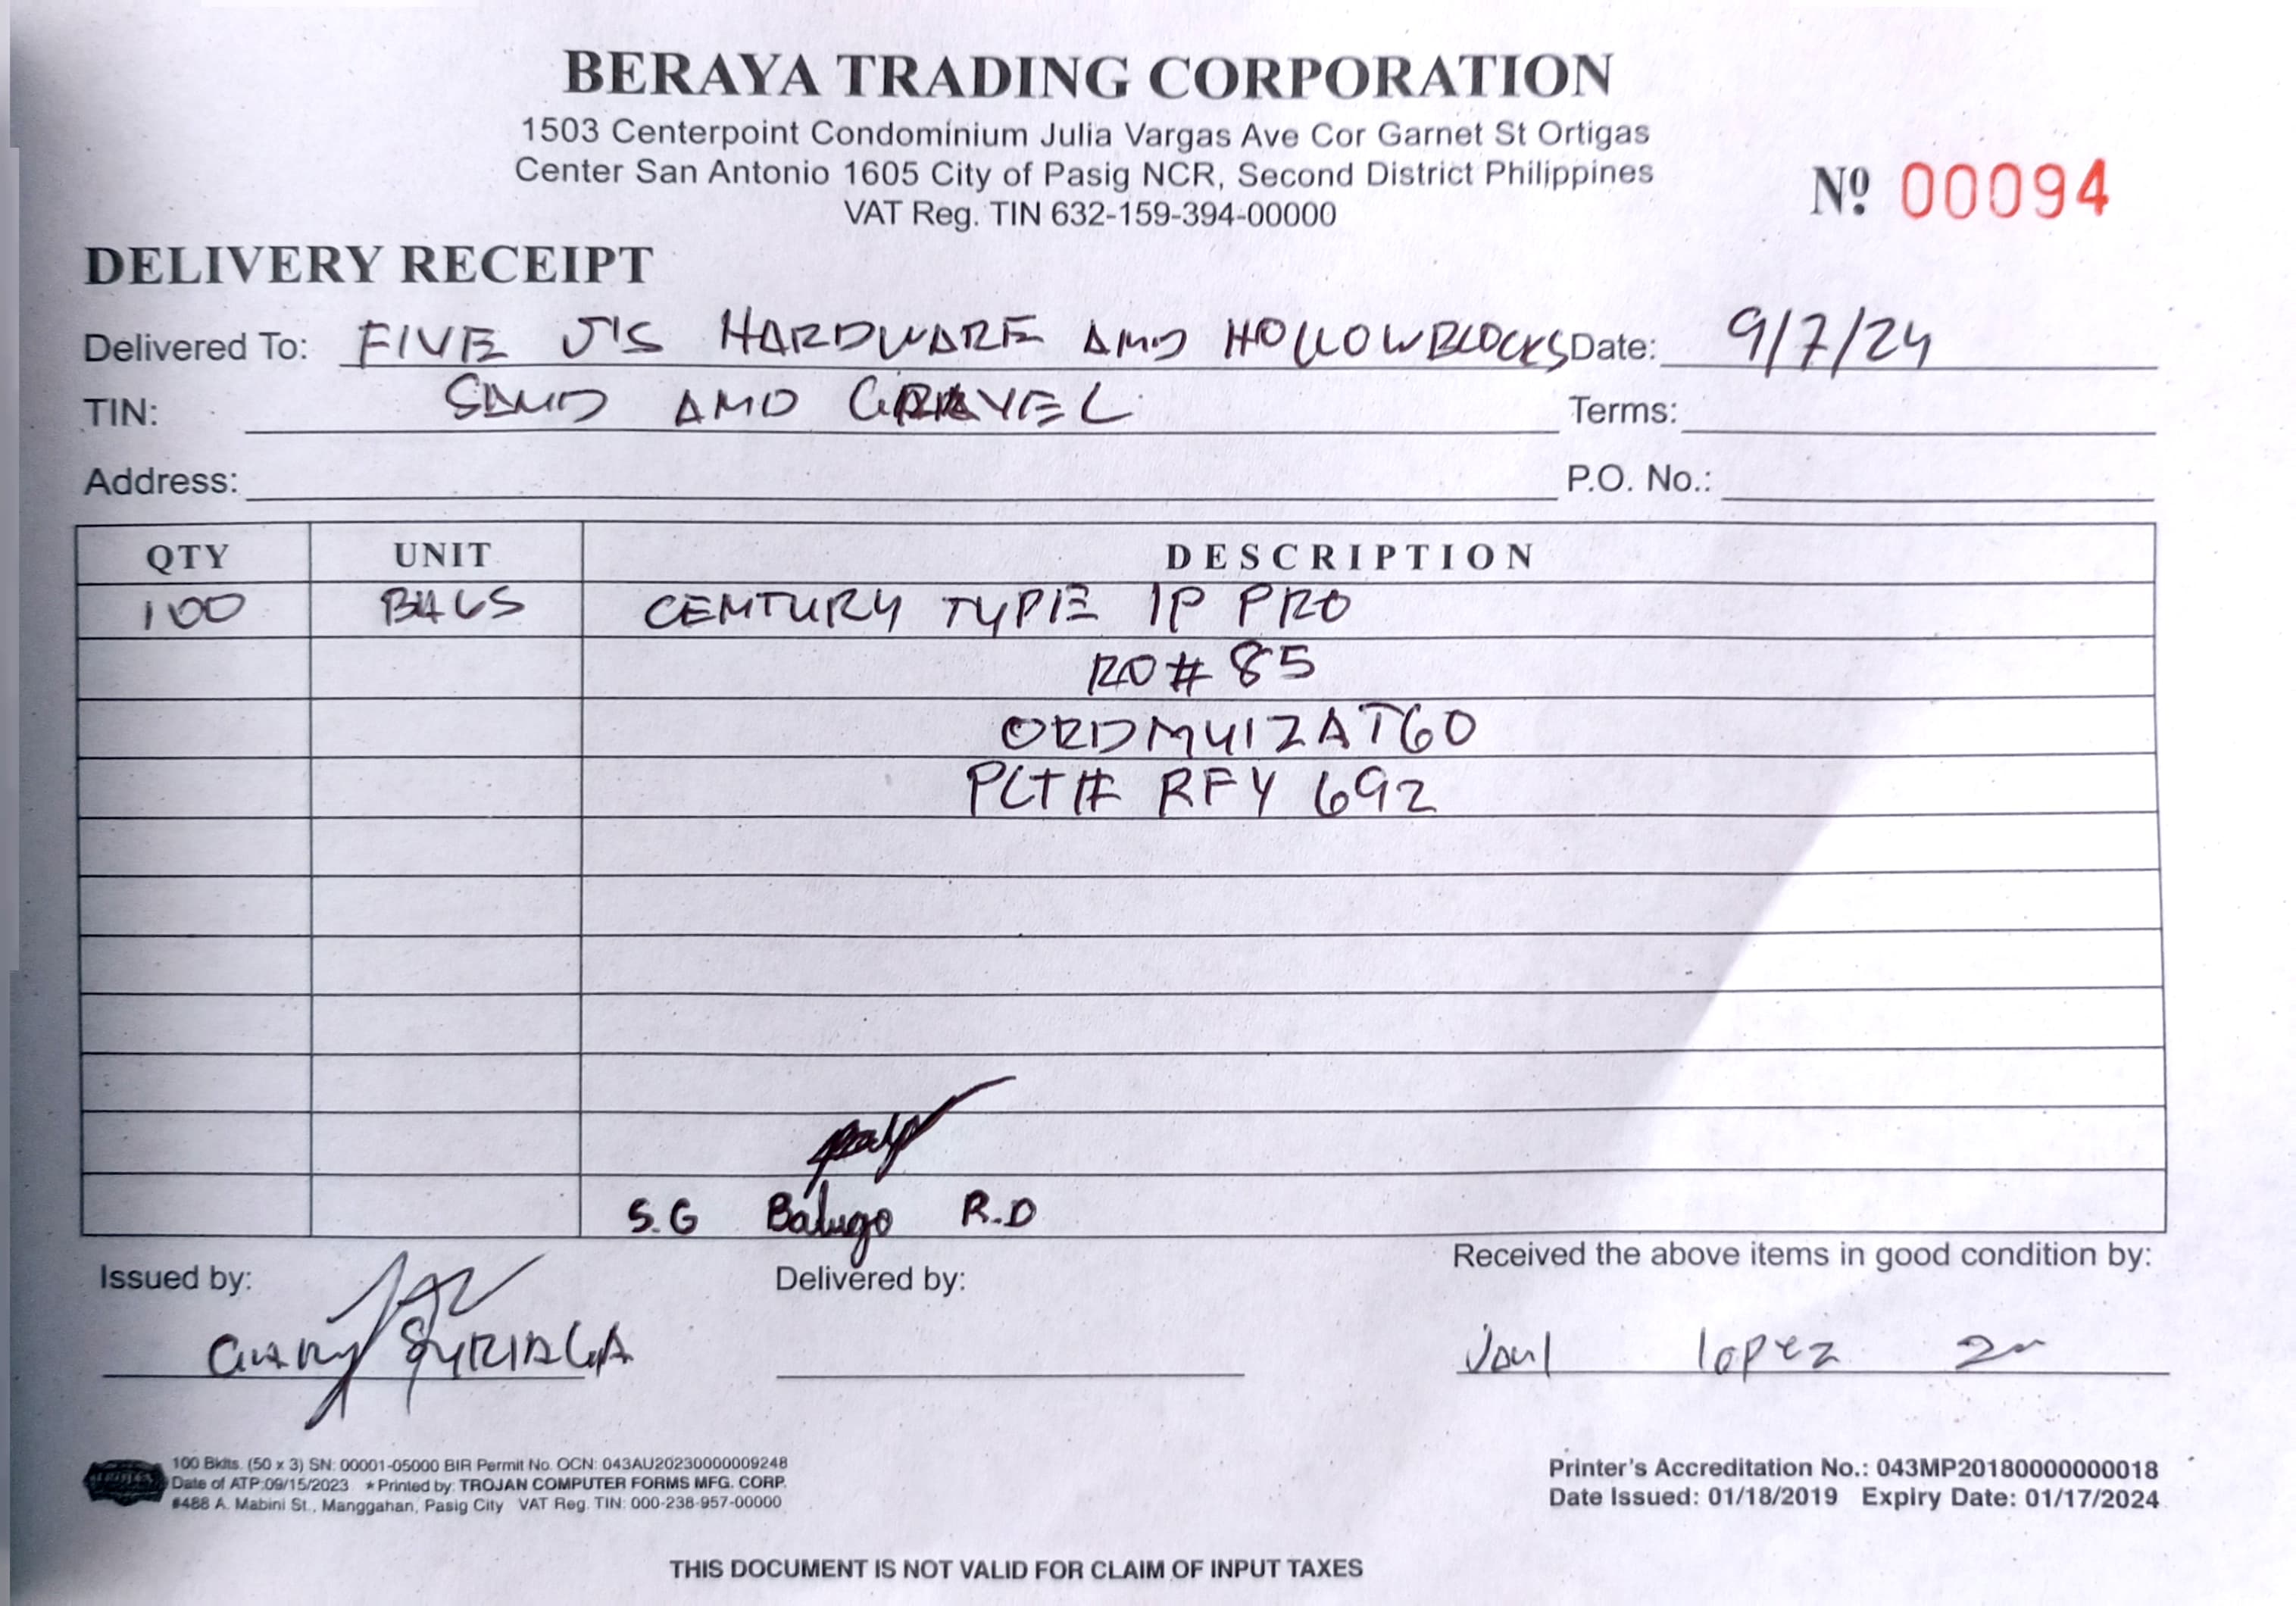 BERAYA TRADING CORPORATION
1503 Centerpoint Condominium Julia Vargas Ave Cor Garnet St Ortigas
Center San Antonio 1605 City of Pasig NCR, Second District Philippines
VAT Reg. TIN 632-159-394-00000
Nº 00094
DELIVERY RECEIPT
Delivered To: FIVE J'S HARDWARE AND HOLLOWBLOCKS Date: 9/7/24
TIN: SAND AND GRAVEL Terms:
Address: P.O. No.:
QTY UNIT DESCRIPTION
100 BAGS CENTURY TYPE 1P PRO
RO# 85
ORDM412AT60
PLT# RFY 692
S.G Balugo R.D
Issued by: Delivered by: Received the above items in good condition by:
GARY SYRIAGA lopez
100 Bklts. (50 x 3) SN: 00001-05000 BIR Permit No. OCN: 043AU20230000009248
Date of ATP:09/15/2023 * Printed by: TROJAN COMPUTER FORMS MFG. CORP.
#488 A. Mabini St., Manggahan, Pasig City VAT Reg. TIN: 000-238-957-00000
Printer's Accreditation No.: 043MP20180000000018
Date Issued: 01/18/2019 Expiry Date: 01/17/2024
THIS DOCUMENT IS NOT VALID FOR CLAIM OF INPUT TAXES